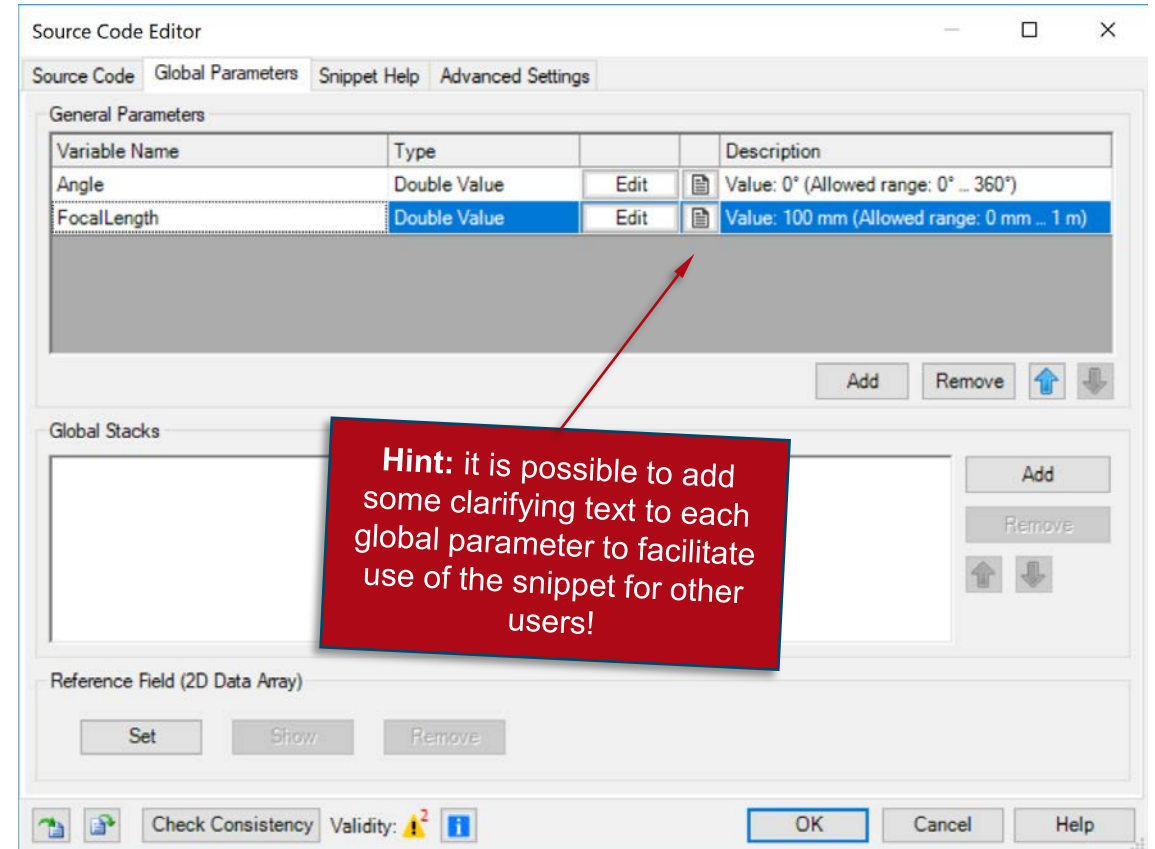 Source Code Editor
Source Code Global Parameters Snippet Help Advanced Settings
General Parameters
Variable Name Type Description
Angle Double Value Edit Value: 0° (Allowed range: 0° ... 360°)
FocalLength Double Value Edit Value: 100 mm (Allowed range: 0 mm ... 1 m)
Add Remove
Global Stacks
Hint: it is possible to add
some clarifying text to each
global parameter to facilitate
use of the snippet for other
users!
Add
Remove
Reference Field (2D Data Array)
Set Show Remove
Check Consistency Validity: 2 OK Cancel Help